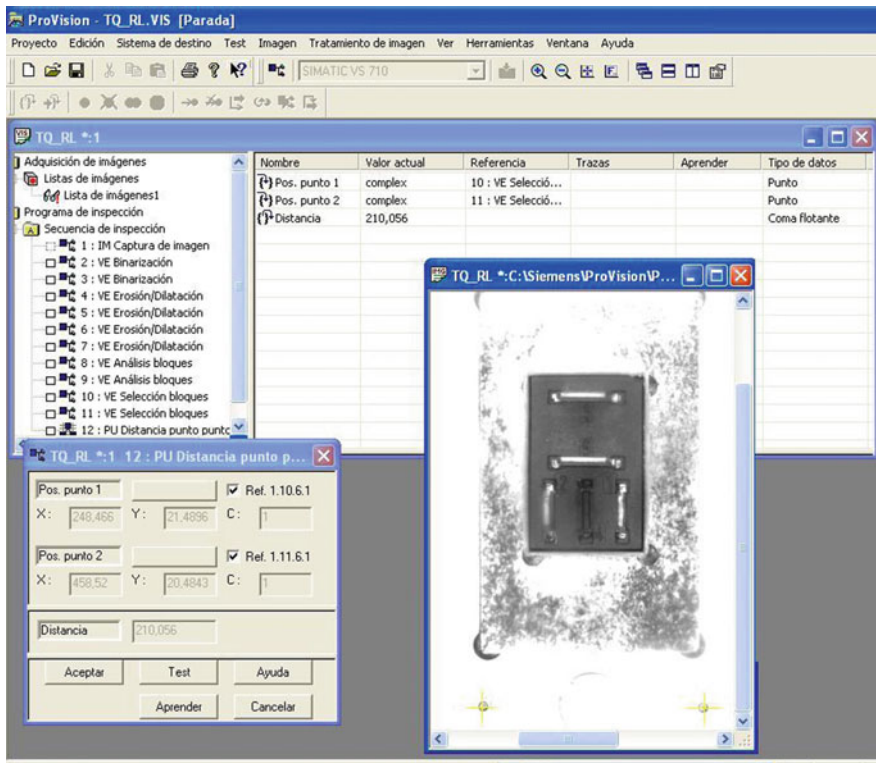 ProVision - TQ_RL.VIS [Parada]
Proyecto Edición Sistema de destino Test Imagen Tratamiento de imagen Ver Herramientas Ventana Ayuda
SIMATIC VS 710
TQ_RL *:1
Adquisición de imágenes
Listas de imágenes
Lista de imágenes1
Programa de inspección
Secuencia de inspección
1 : IM Captura de imagen
2 : VE Binarización
3 : VE Binarización
4 : VE Erosión/Dilatación
5 : VE Erosión/Dilatación
6 : VE Erosión/Dilatación
7 : VE Erosión/Dilatación
8 : VE Análisis bloques
9 : VE Análisis bloques
10 : VE Selección bloques
11 : VE Selección bloques
12 : PU Distancia punto punto
Nombre Valor actual Referencia Trazas Aprender Tipo de datos
Pos. punto 1 complex 10 : VE Selecció... Punto
Pos. punto 2 complex 11 : VE Selecció... Punto
Distancia 210,056 Coma flotante
TQ_RL *:C:\Siemens\ProVision\P...
TQ_RL *:1 12 : PU Distancia punto p...
Pos. punto 1 Ref. 1.10.6.1
X: 248,466 Y: 21,4896 C: 1
Pos. punto 2 Ref. 1.11.6.1
X: 458,52 Y: 20,4843 C: 1
Distancia 210,056
Aceptar Test Ayuda
Aprender Cancelar